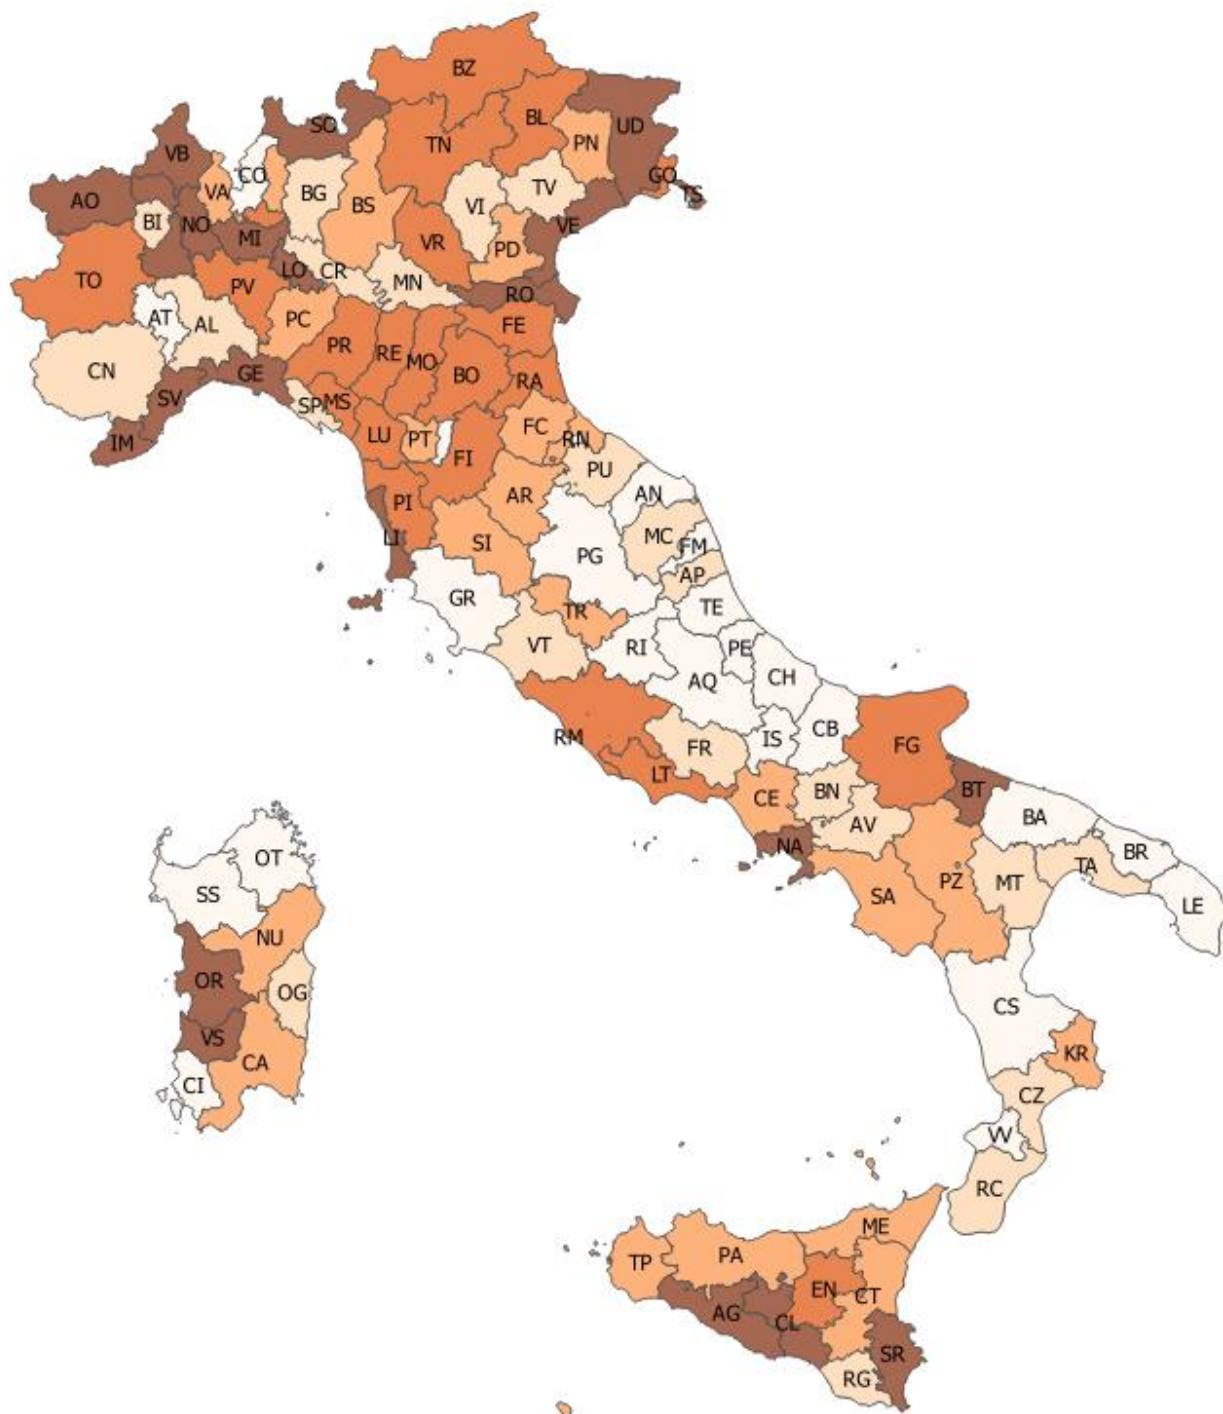 BZ
SO
BL
UD
TN
PN
VB
VA
CO
GO
TS
AO
BG
TV
BS
VI
BI
NO
MI
VE
VR
PD
LO
CR
TO
PV
MN
RO
AT
AL
PC
FE
PR
RE
MO
BO
CN
GE
RA
SV
SP
MS
FC
RN
IM
LU
PT
FI
PU
AR
AN
PI
LI
SI
MC
FM
PG
AP
GR
TR
TE
VT
RI
PE
CH
AQ
RM
IS
CB
FR
FG
LT
CE
BN
BT
AV
BA
NA
BR
OT
TA
SS
SA
PZ
MT
LE
NU
OR
OG
CS
VS
CA
KR
CI
CZ
VV
RC
ME
TP
PA
EN
CT
AG
CL
SR
RG